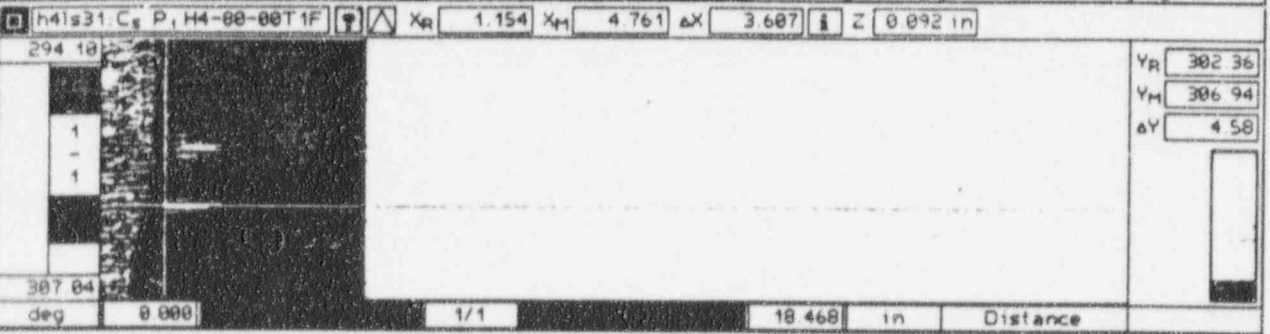 h4ls31.Cs P, H4-80-00T1F XR 1.154 XM 4.761 ΔX 3.607 i Z 0.092 in
294.10
YR 302.36
YM 306.94
ΔY 4.58
1
-
1
307.04
deg 0.000 1/1 18.468 in Distance